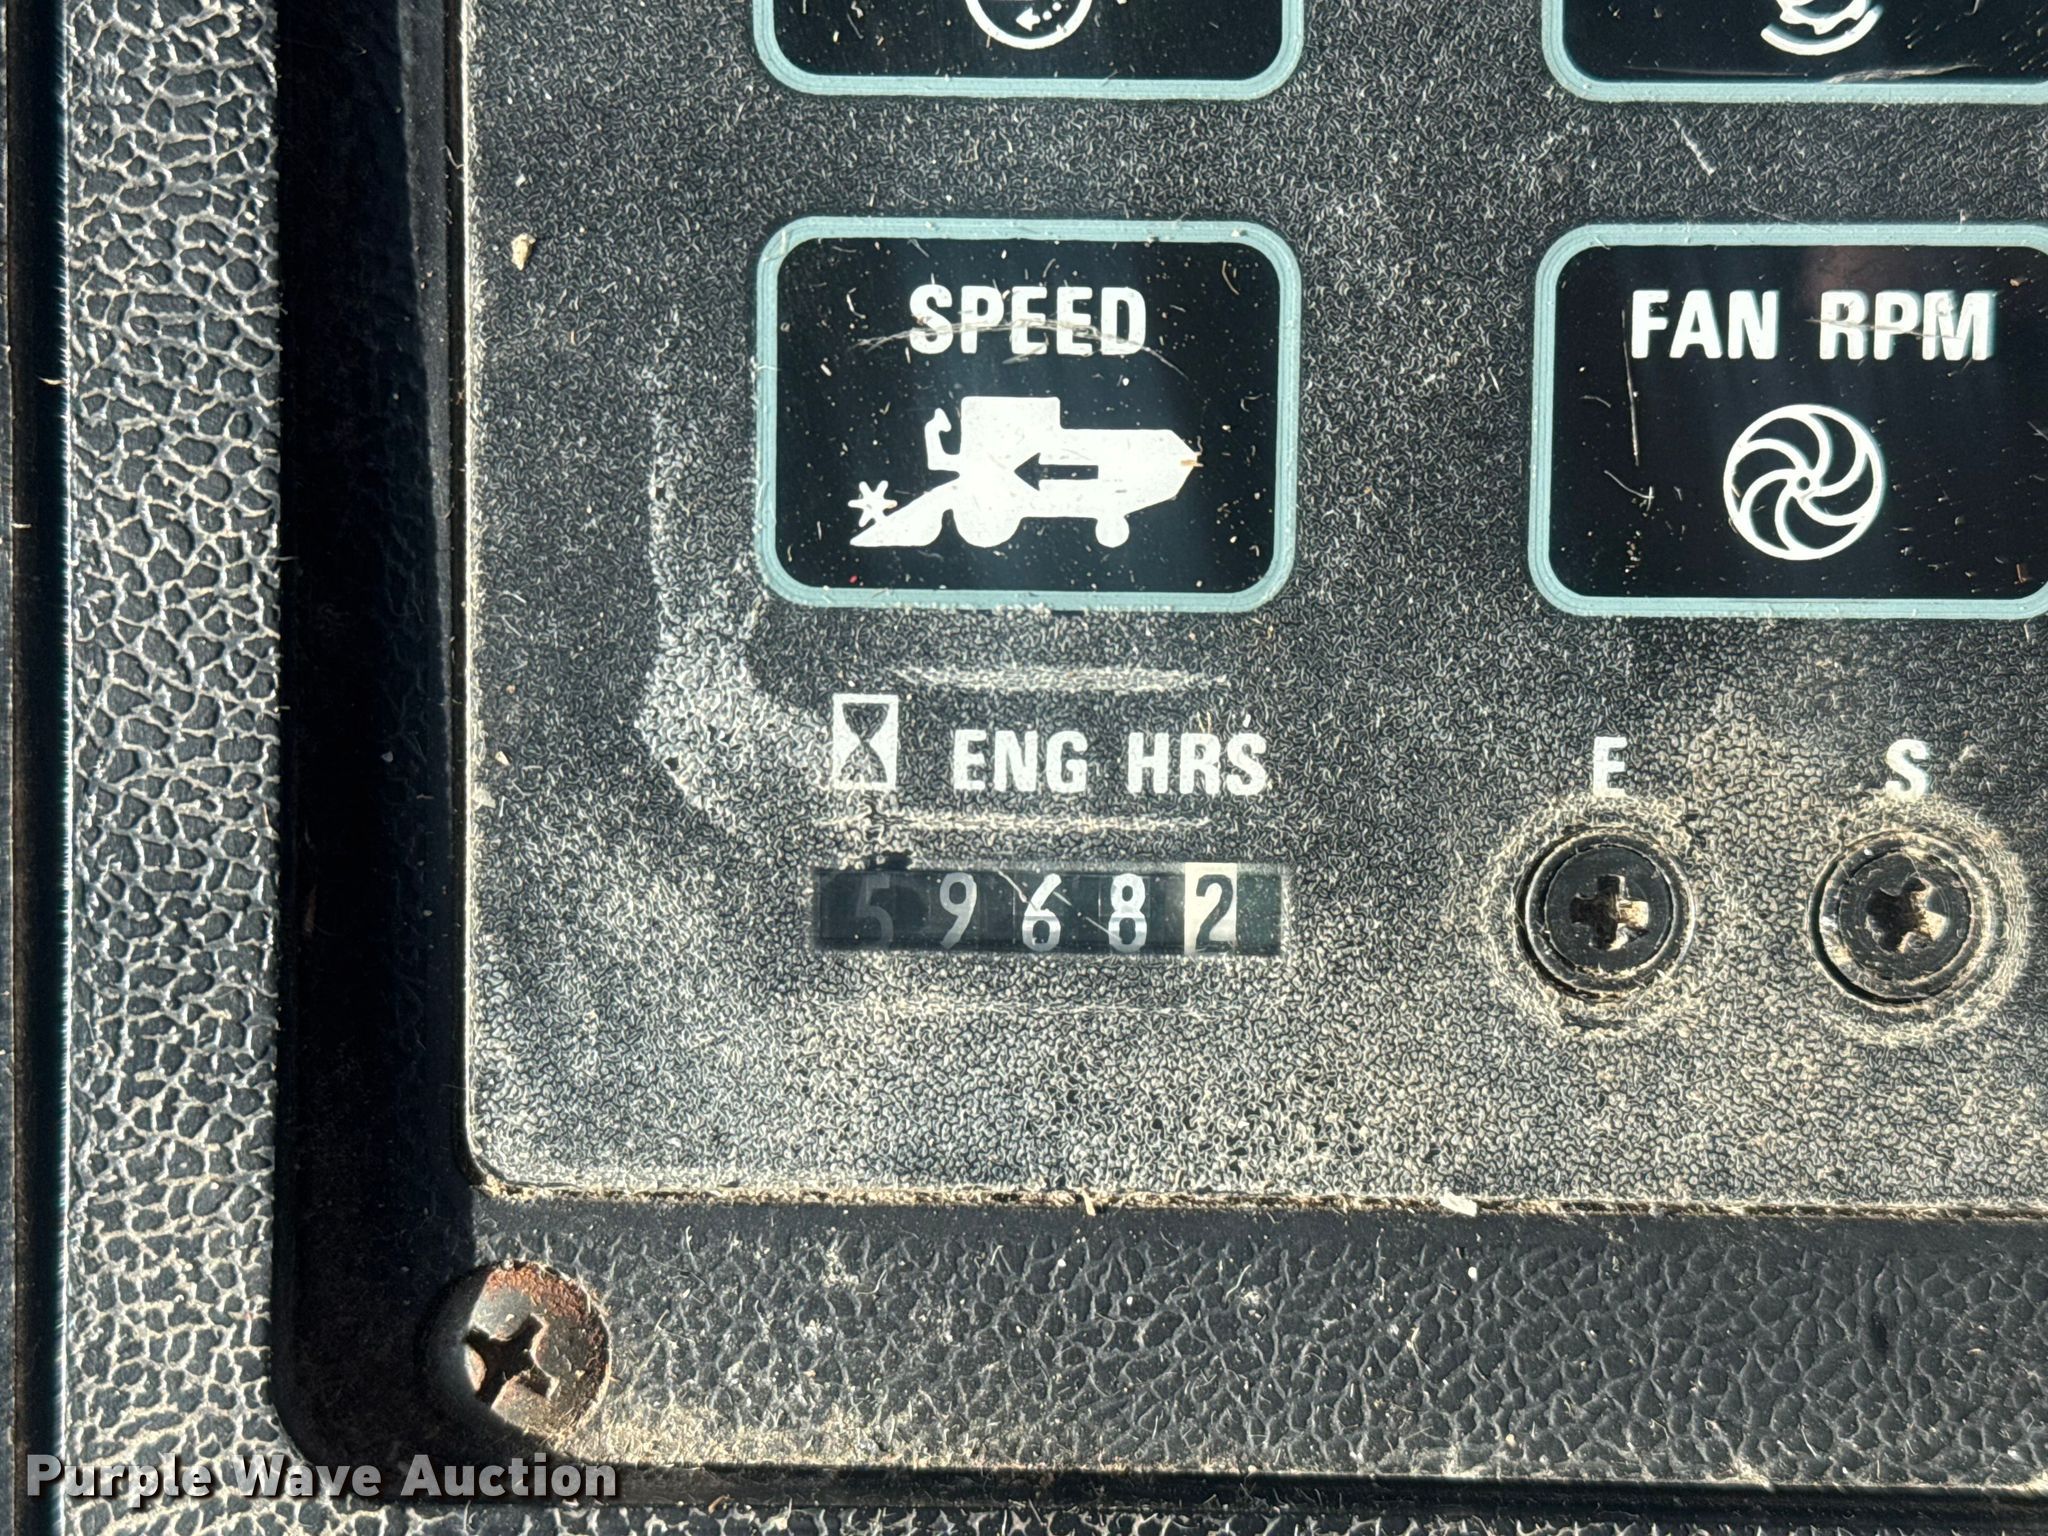 SPEED
FAN RPM
ENG HRS
E
S
59682
Purple Wave Auction